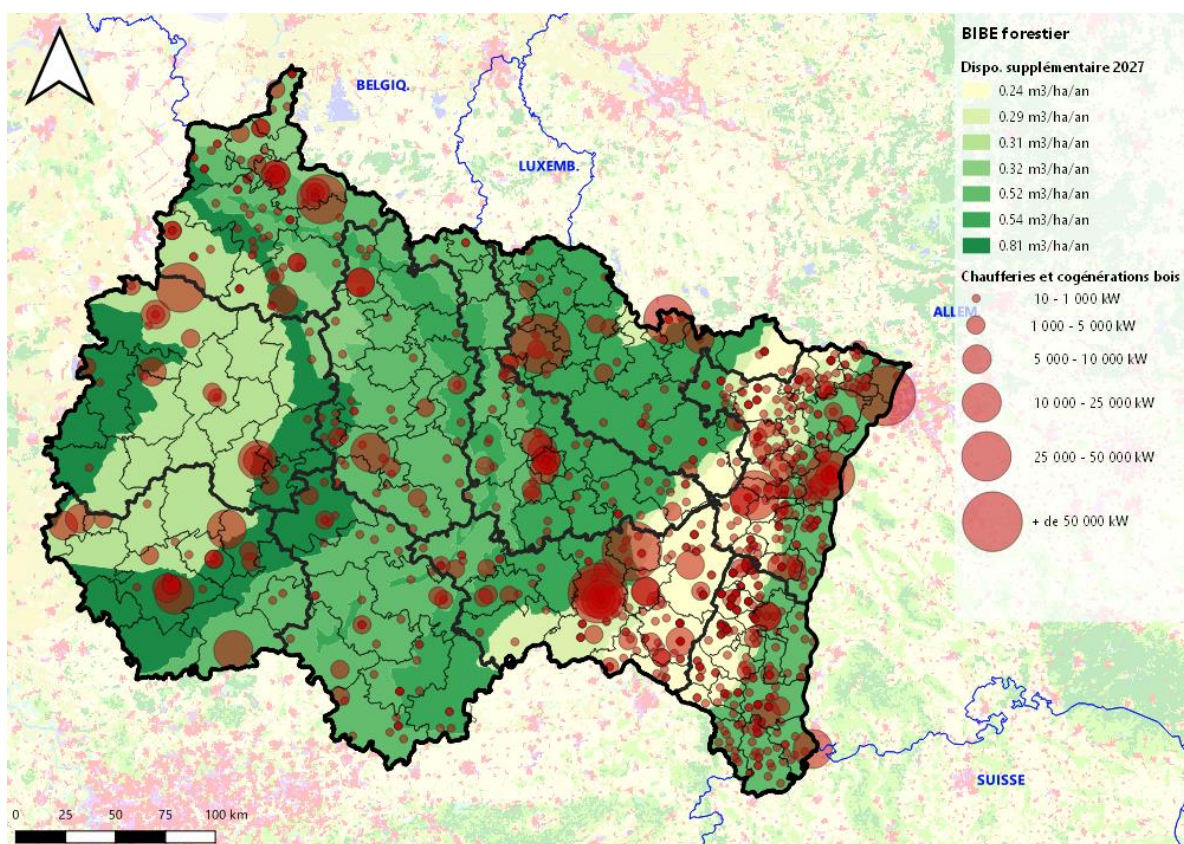 BIBE forestier
Dispo. supplémentaire 2027
0.24 m3/ha/an
0.29 m3/ha/an
0.31 m3/ha/an
0.32 m3/ha/an
0.52 m3/ha/an
0.54 m3/ha/an
0.81 m3/ha/an
Chaufferies et cogénérations bois
10 - 1 000 kW
1 000 - 5 000 kW
5 000 - 10 000 kW
10 000 - 25 000 kW
25 000 - 50 000 kW
+ de 50 000 kW
BELGIQ.
LUXEMB.
ALLEM.
SUISSE
0 25 50 75 100 km